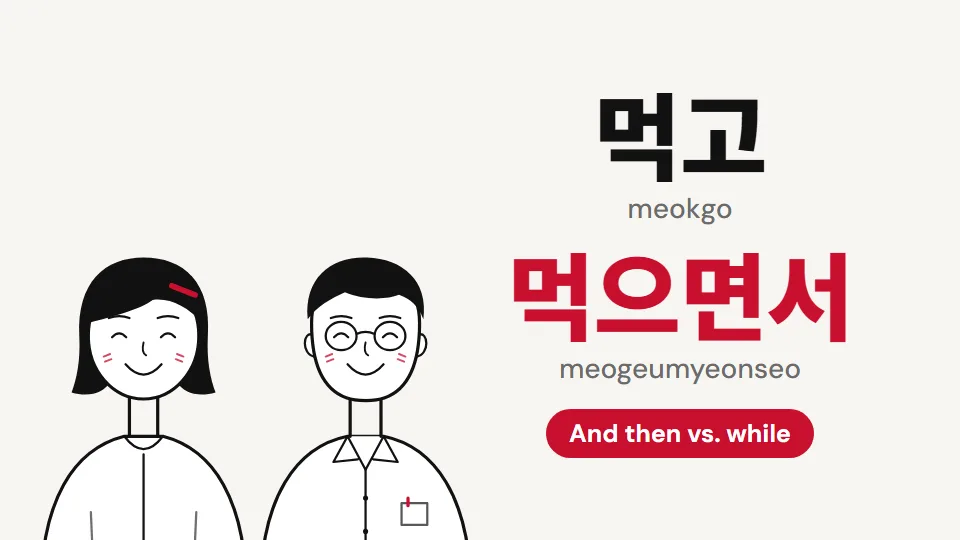 먹고
meokgo
먹으면서
meogeumyeonseo
And then vs. while